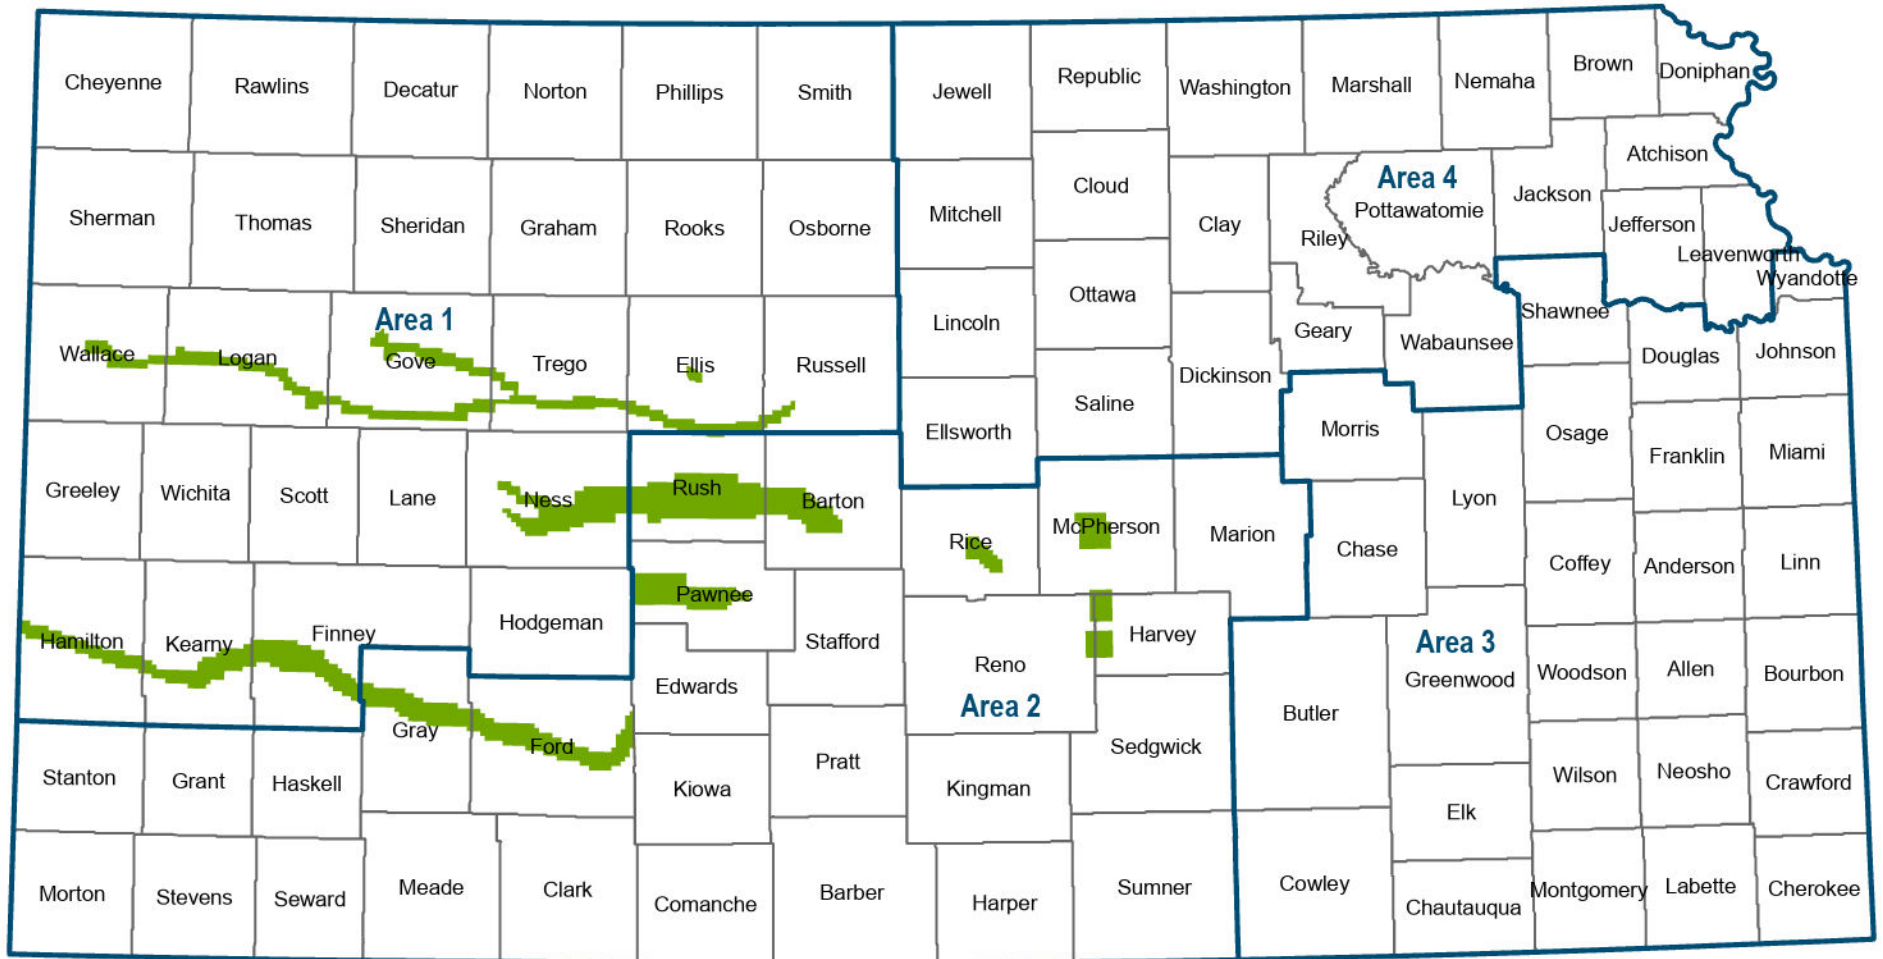 Cheyenne
Rawlins
Decatur
Norton
Phillips
Smith
Jewell
Republic
Washington
Marshall
Nemaha
Brown
Doniphan
Sherman
Thomas
Sheridan
Graham
Rooks
Osborne
Mitchell
Cloud
Clay
Riley
Area 4
Pottawatomie
Jackson
Atchison
Jefferson
Leavenworth
Wyandotte
Wallace
Logan
Area 1
Gove
Trego
Ellis
Russell
Lincoln
Ottawa
Dickinson
Geary
Wabaunsee
Shawnee
Douglas
Johnson
Ellsworth
Saline
Morris
Osage
Franklin
Miami
Greeley
Wichita
Scott
Lane
Ness
Rush
Barton
Rice
McPherson
Marion
Chase
Lyon
Coffey
Anderson
Linn
Hamilton
Kearny
Finney
Hodgeman
Pawnee
Stafford
Edwards
Reno
Area 2
Harvey
Area 3
Greenwood
Woodson
Allen
Bourbon
Gray
Ford
Butler
Sedgwick
Stanton
Grant
Haskell
Kiowa
Pratt
Kingman
Elk
Wilson
Neosho
Crawford
Morton
Stevens
Seward
Meade
Clark
Comanche
Barber
Harper
Sumner
Cowley
Chautauqua
Montgomery
Labette
Cherokee